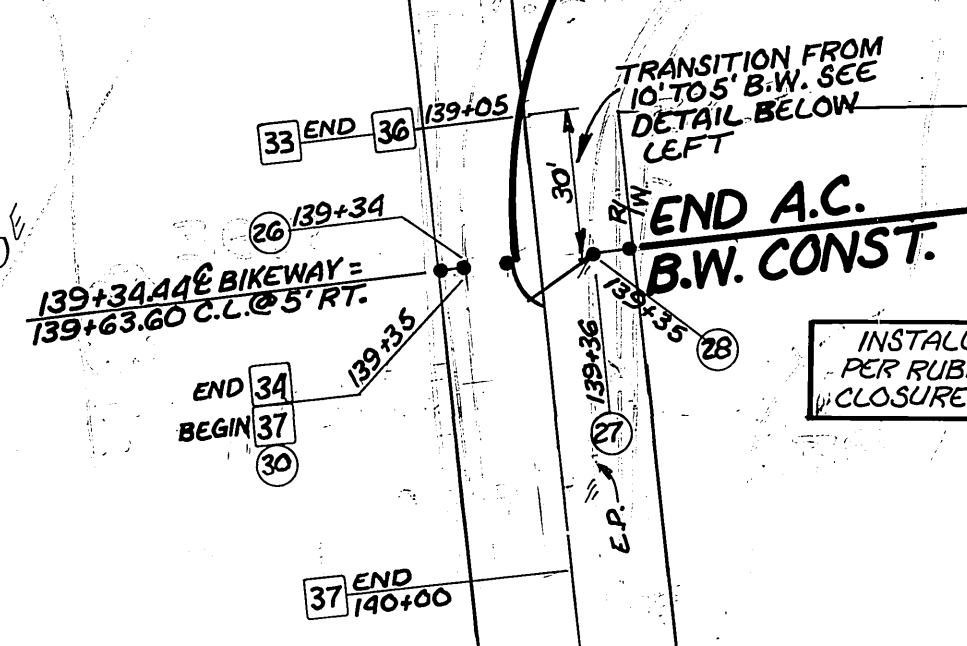 TRANSITION FROM
10' TO 5' B.W. SEE
DETAIL BELOW
LEFT
33 END 36 139+05
30'
R/W
26 139+34
END A.C.
B.W. CONST.
139+34.44 ℄ BIKEWAY =
139+63.60 C.L.@ 5' RT.
139+35
139+35
28
139+36
27
END 34
BEGIN 37
30
INSTALL
PER RUB
CLOSURE
E.P.
37 END
140+00